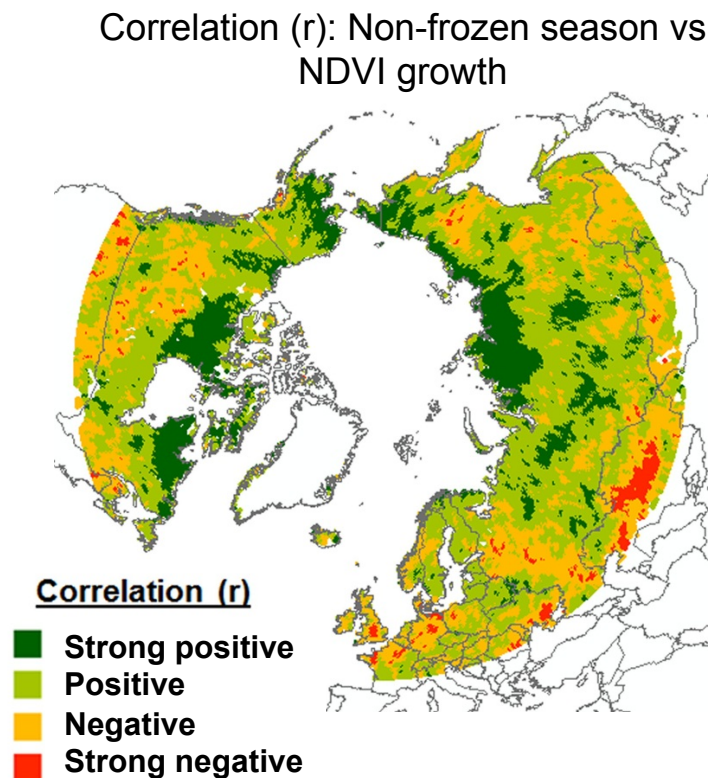 Correlation (r): Non-frozen season vs
NDVI growth
Correlation (r)
Strong positive
Positive
Negative
Strong negative